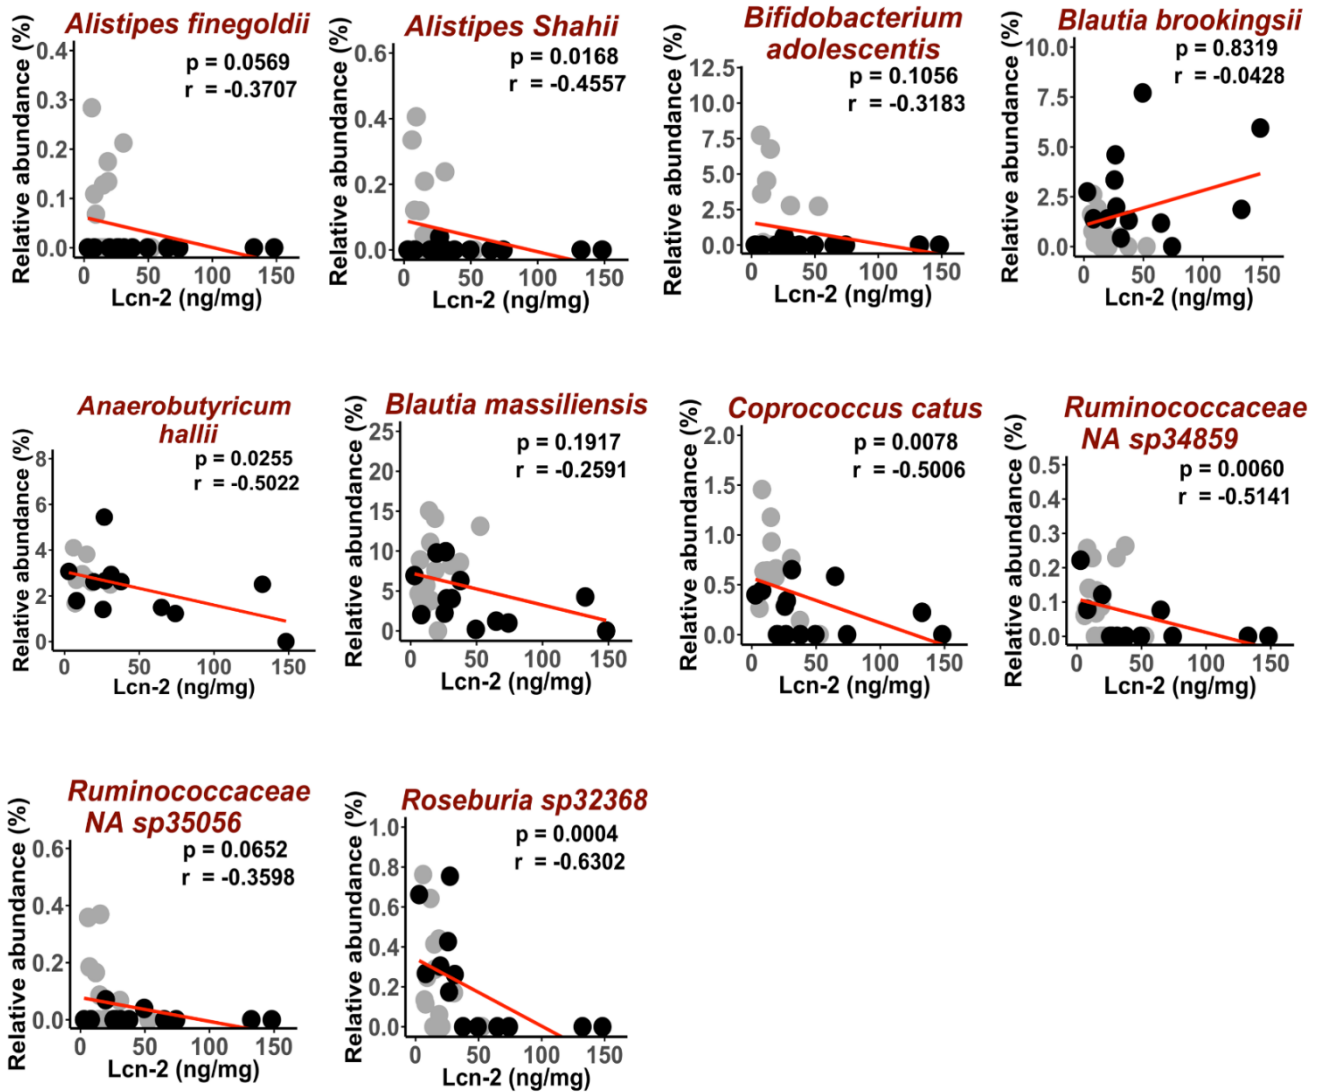 Alistipes finegoldii
p = 0.0569
r = -0.3707
Relative abundance (%)
0.4
0.3
0.2
0.1
0.0
0 50 100 150
Lcn-2 (ng/mg)
Alistipes Shahii
p = 0.0168
r = -0.4557
Relative abundance (%)
0.6
0.4
0.2
0.0
0 50 100 150
Lcn-2 (ng/mg)
Bifidobacterium
adolescentis
p = 0.1056
r = -0.3183
Relative abundance (%)
12.5
10.0
7.5
5.0
2.5
0.0
0 50 100 150
Lcn-2 (ng/mg)
Blautia brookingsii
p = 0.8319
r = -0.0428
Relative abundance (%)
10.0
7.5
5.0
2.5
0.0
0 50 100 150
Lcn-2 (ng/mg)
Anaerobutyricum
hallii
p = 0.0255
r = -0.5022
Relative abundance (%)
8
6
4
2
0
0 50 100 150
Lcn-2 (ng/mg)
Blautia massiliensis
p = 0.1917
r = -0.2591
Relative abundance (%)
25
20
15
10
5
0
0 50 100 150
Lcn-2 (ng/mg)
Coprococcus catus
p = 0.0078
r = -0.5006
Relative abundance (%)
2.0
1.5
1.0
0.5
0.0
0 50 100 150
Lcn-2 (ng/mg)
Ruminococcaceae
NA sp34859
p = 0.0060
r = -0.5141
Relative abundance (%)
0.5
0.4
0.3
0.2
0.1
0.0
0 50 100 150
Lcn-2 (ng/mg)
Ruminococcaceae
NA sp35056
p = 0.0652
r = -0.3598
Relative abundance (%)
0.6
0.4
0.2
0.0
0 50 100 150
Lcn-2 (ng/mg)
Roseburia sp32368
p = 0.0004
r = -0.6302
Relative abundance (%)
1.0
0.8
0.6
0.4
0.2
0.0
0 50 100 150
Lcn-2 (ng/mg)